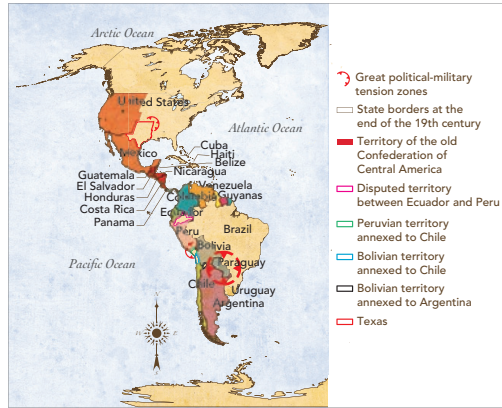 Arctic Ocean
United States
Atlantic Ocean
Mexico
Cuba
Haiti
Belize
Guatemala
Nicaragua
El Salvador
Honduras
Venezuela
Colombia
Guyanas
Costa Rica
Ecuador
Panama
Peru
Brazil
Bolivia
Pacific Ocean
Paraguay
Chile
Uruguay
Argentina
Great political-military
tension zones
State borders at the
end of the 19th century
Territory of the old
Confederation of
Central America
Disputed territory
between Ecuador and Peru
Peruvian territory
annexed to Chile
Bolivian territory
annexed to Chile
Bolivian territory
annexed to Argentina
Texas